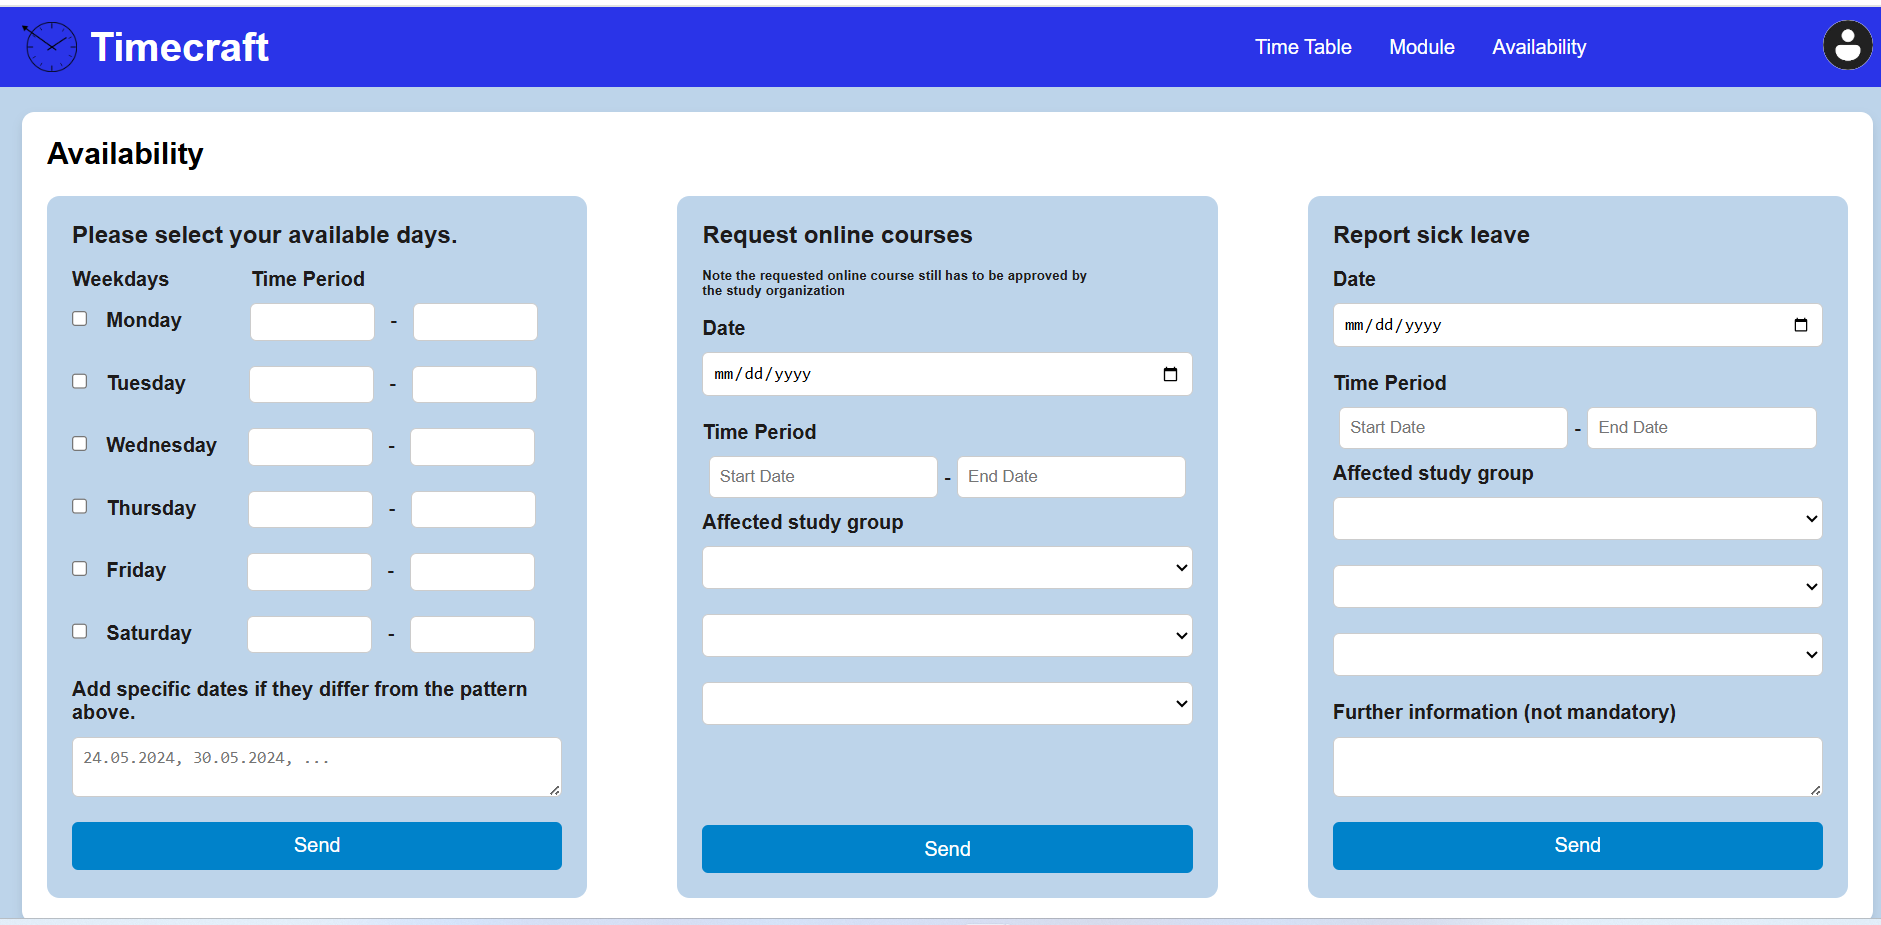 Timecraft
Time Table
Module
Availability
Availability
Please select your available days.
Weekdays
Time Period
Monday
-
Tuesday
-
Wednesday
-
Thursday
-
Friday
-
Saturday
-
Add specific dates if they differ from the pattern
above.
24.05.2024, 30.05.2024, ...
Send
Request online courses
Note the requested online course still has to be approved by
the study organization
Date
mm/dd/yyyy
Time Period
Start Date - End Date
Affected study group
Send
Report sick leave
Date
mm/dd/yyyy
Time Period
Start Date - End Date
Affected study group
Further information (not mandatory)
Send